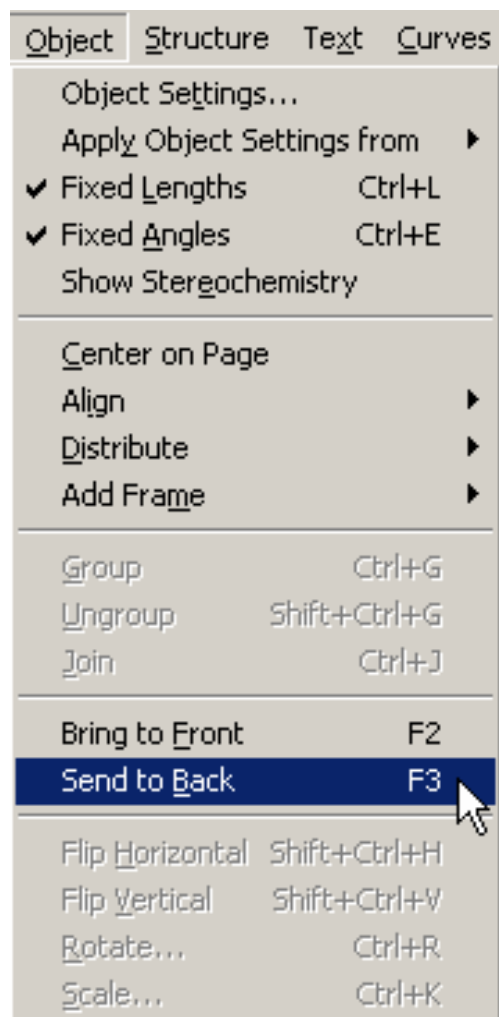 Object Structure Text Curves
Object Settings...
Apply Object Settings from
Fixed Lengths Ctrl+L
Fixed Angles Ctrl+E
Show Stereochemistry
Center on Page
Align
Distribute
Add Frame
Group Ctrl+G
Ungroup Shift+Ctrl+G
Join Ctrl+J
Bring to Front F2
Send to Back F3
Flip Horizontal Shift+Ctrl+H
Flip Vertical Shift+Ctrl+V
Rotate... Ctrl+R
Scale... Ctrl+K